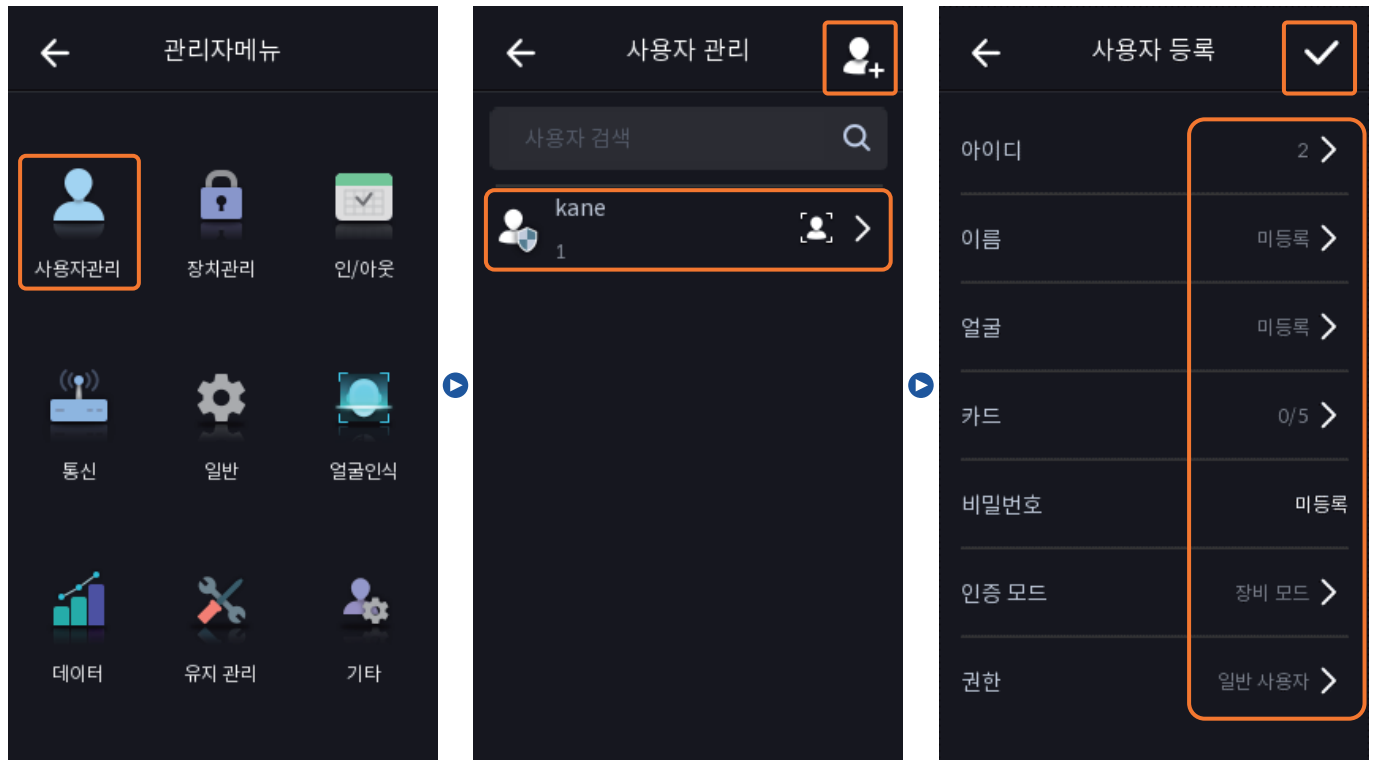 관리자메뉴
사용자관리
장치관리
인/아웃
통신
일반
얼굴인식
데이터
유지 관리
기타
사용자 관리
사용자 검색
kane
1
사용자 등록
아이디 2
이름 미등록
얼굴 미등록
카드 0/5
비밀번호 미등록
인증 모드 장비 모드
권한 일반 사용자